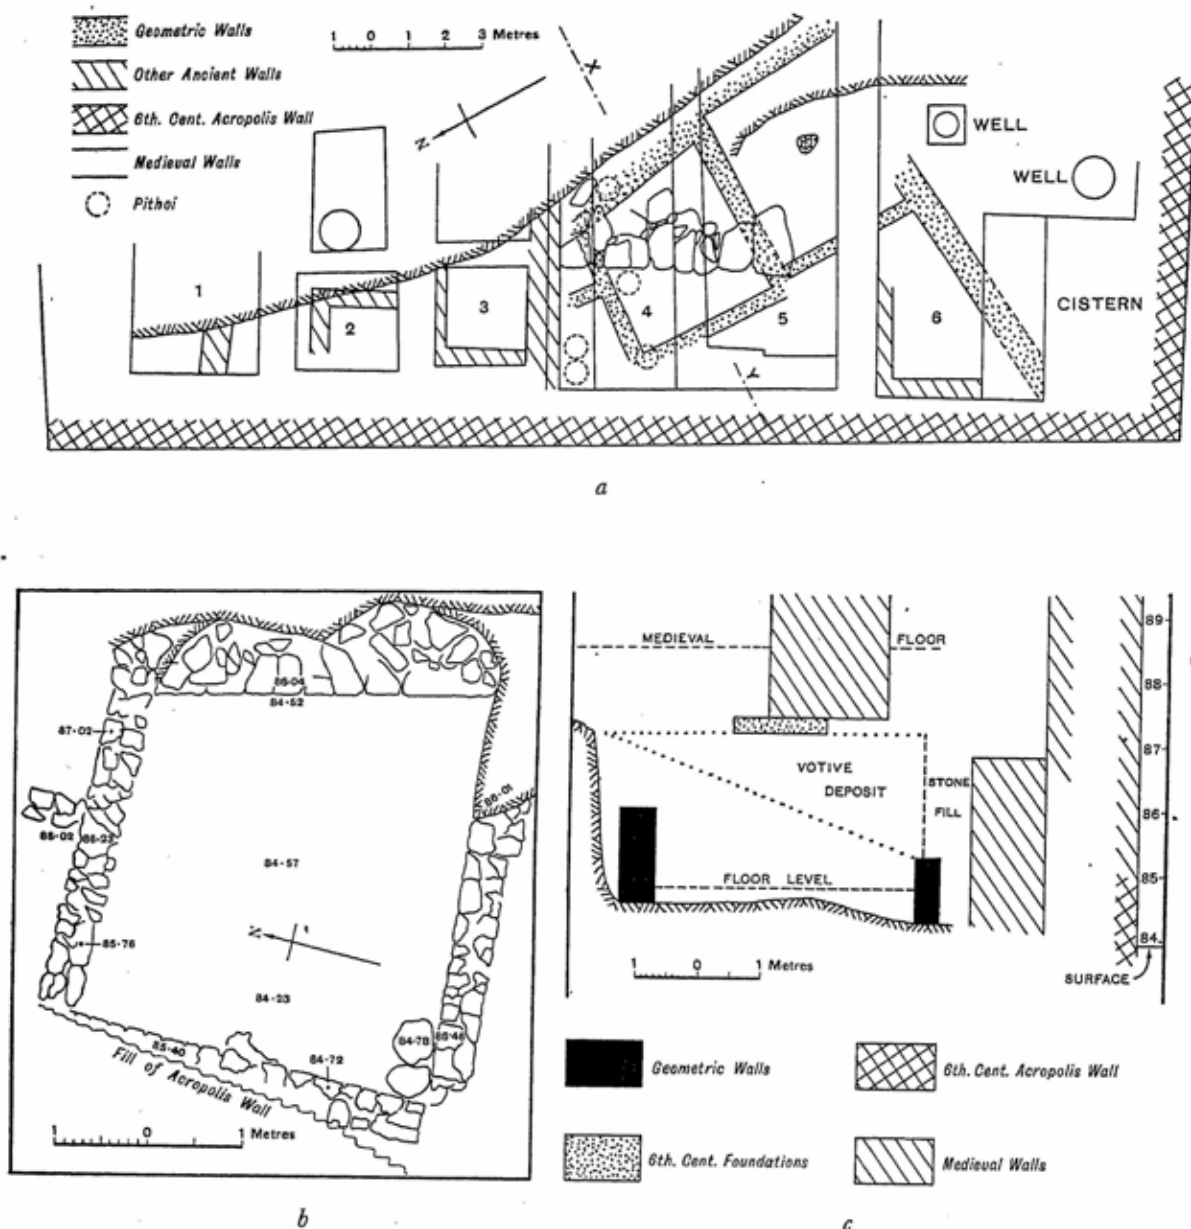 Geometric Walls
1 0 1 2 3 Metres
Other Ancient Walls
6th. Cent. Acropolis Wall
Medieval Walls
Pithoi
N
X
WELL
WELL
1
2
3
4
5
6
CISTERN
Y
a
86·04
84·52
87·02
86·01
86·02
86·22
84·57
85·76
N
84·23
85·40
84·72
84·78
85·46
Fill of Acropolis Wall
1 0 1 Metres
b
MEDIEVAL FLOOR
VOTIVE
DEPOSIT
STONE
FILL
FLOOR LEVEL
89
88
87
86
85
84
SURFACE
1 0 1 Metres
Geometric Walls
6th. Cent. Acropolis Wall
6th. Cent. Foundations
Medieval Walls
c